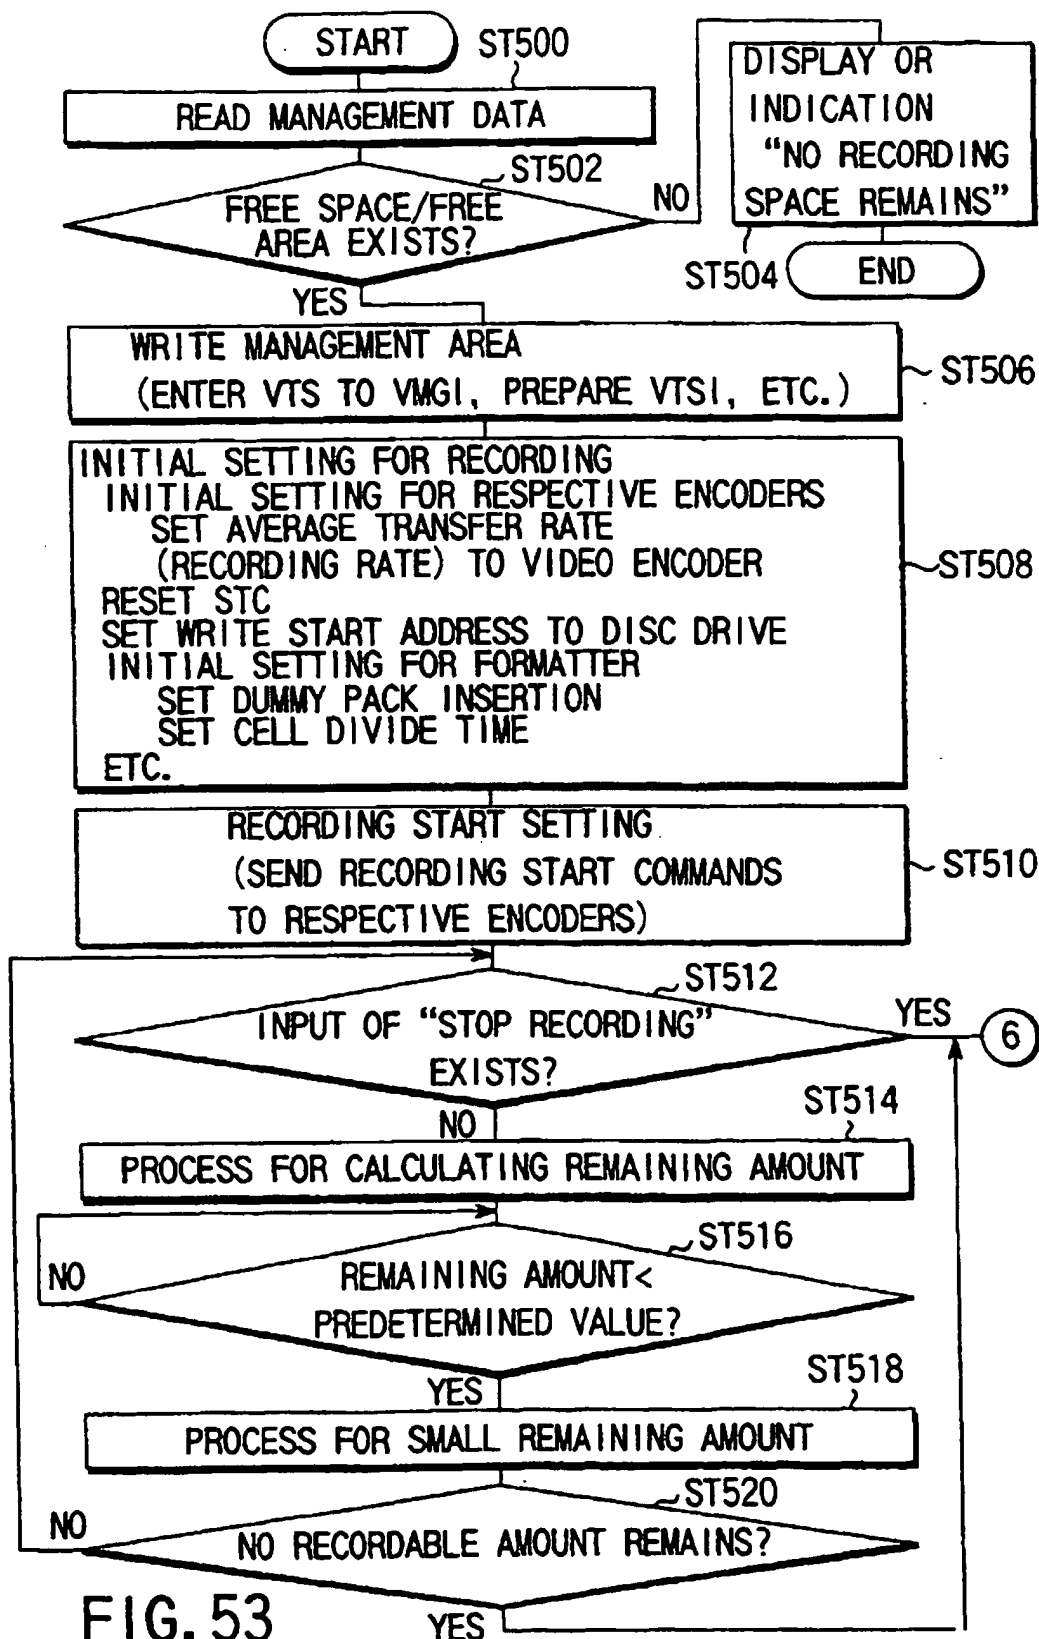 START
ST500
READ MANAGEMENT DATA
ST502
FREE SPACE/FREE
AREA EXISTS?
NO
DISPLAY OR
INDICATION
“NO RECORDING
SPACE REMAINS”
ST504
END
YES
WRITE MANAGEMENT AREA
(ENTER VTS TO VMGI, PREPARE VTSI, ETC.)
ST506
INITIAL SETTING FOR RECORDING
INITIAL SETTING FOR RESPECTIVE ENCODERS
SET AVERAGE TRANSFER RATE
(RECORDING RATE) TO VIDEO ENCODER
RESET STC
SET WRITE START ADDRESS TO DISC DRIVE
INITIAL SETTING FOR FORMATTER
SET DUMMY PACK INSERTION
SET CELL DIVIDE TIME
ETC.
ST508
RECORDING START SETTING
(SEND RECORDING START COMMANDS
TO RESPECTIVE ENCODERS)
ST510
ST512
INPUT OF “STOP RECORDING”
EXISTS?
YES
6
NO
ST514
PROCESS FOR CALCULATING REMAINING AMOUNT
ST516
NO
REMAINING AMOUNT<
PREDETERMINED VALUE?
YES
ST518
PROCESS FOR SMALL REMAINING AMOUNT
ST520
NO
NO RECORDABLE AMOUNT REMAINS?
YES
FIG. 53